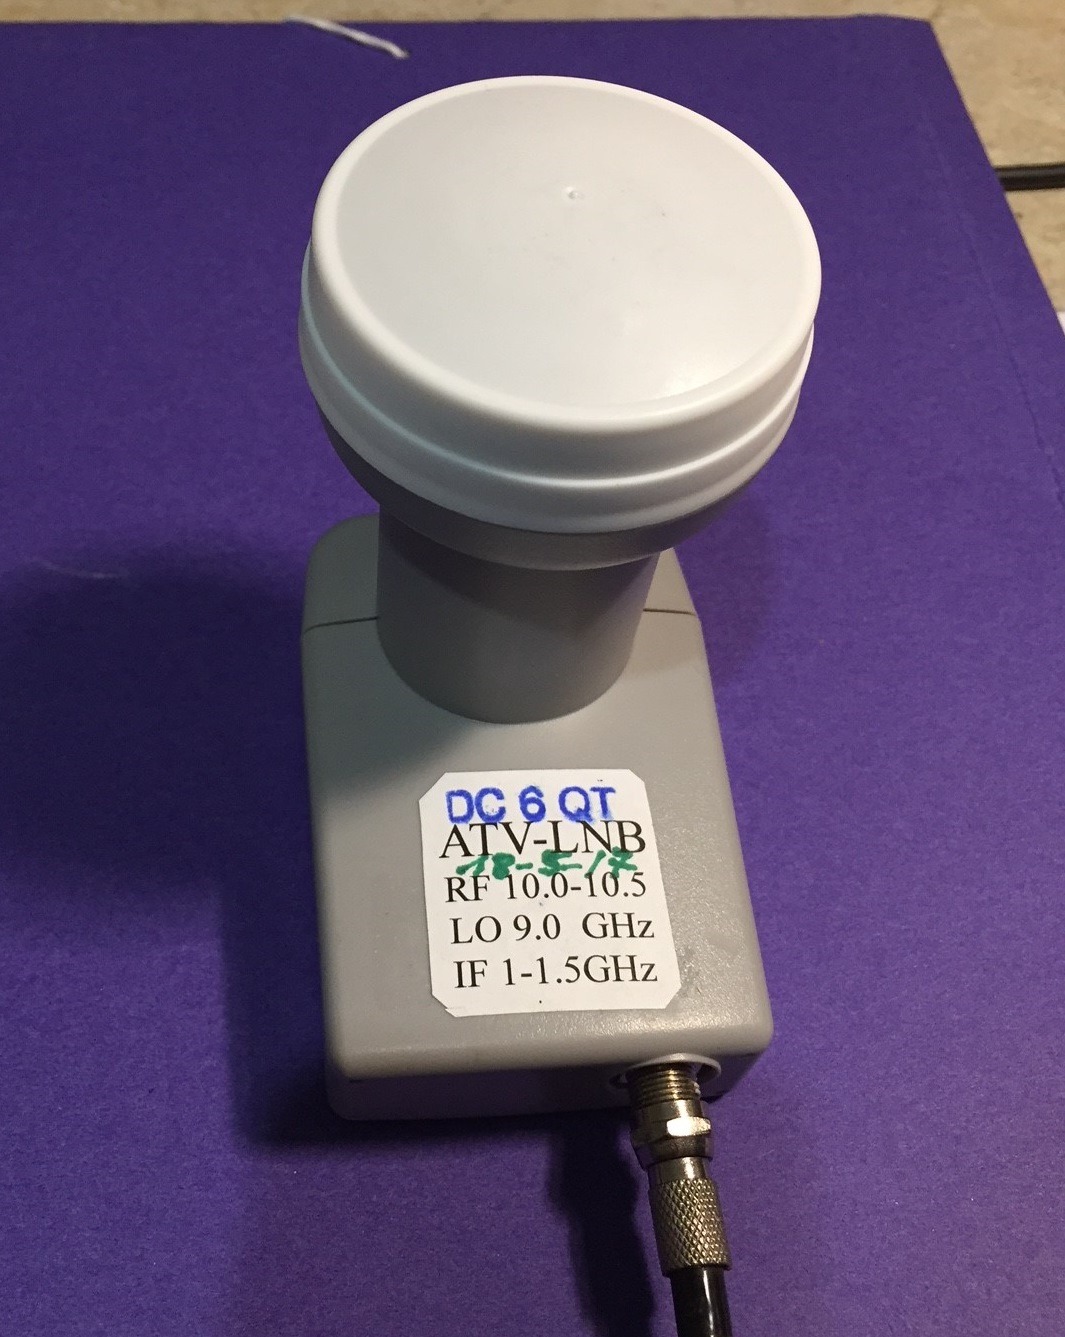 DC 6 QT
ATV-LNB
18-5-17
RF 10.0-10.5
LO 9.0 GHz
IF 1-1.5GHz